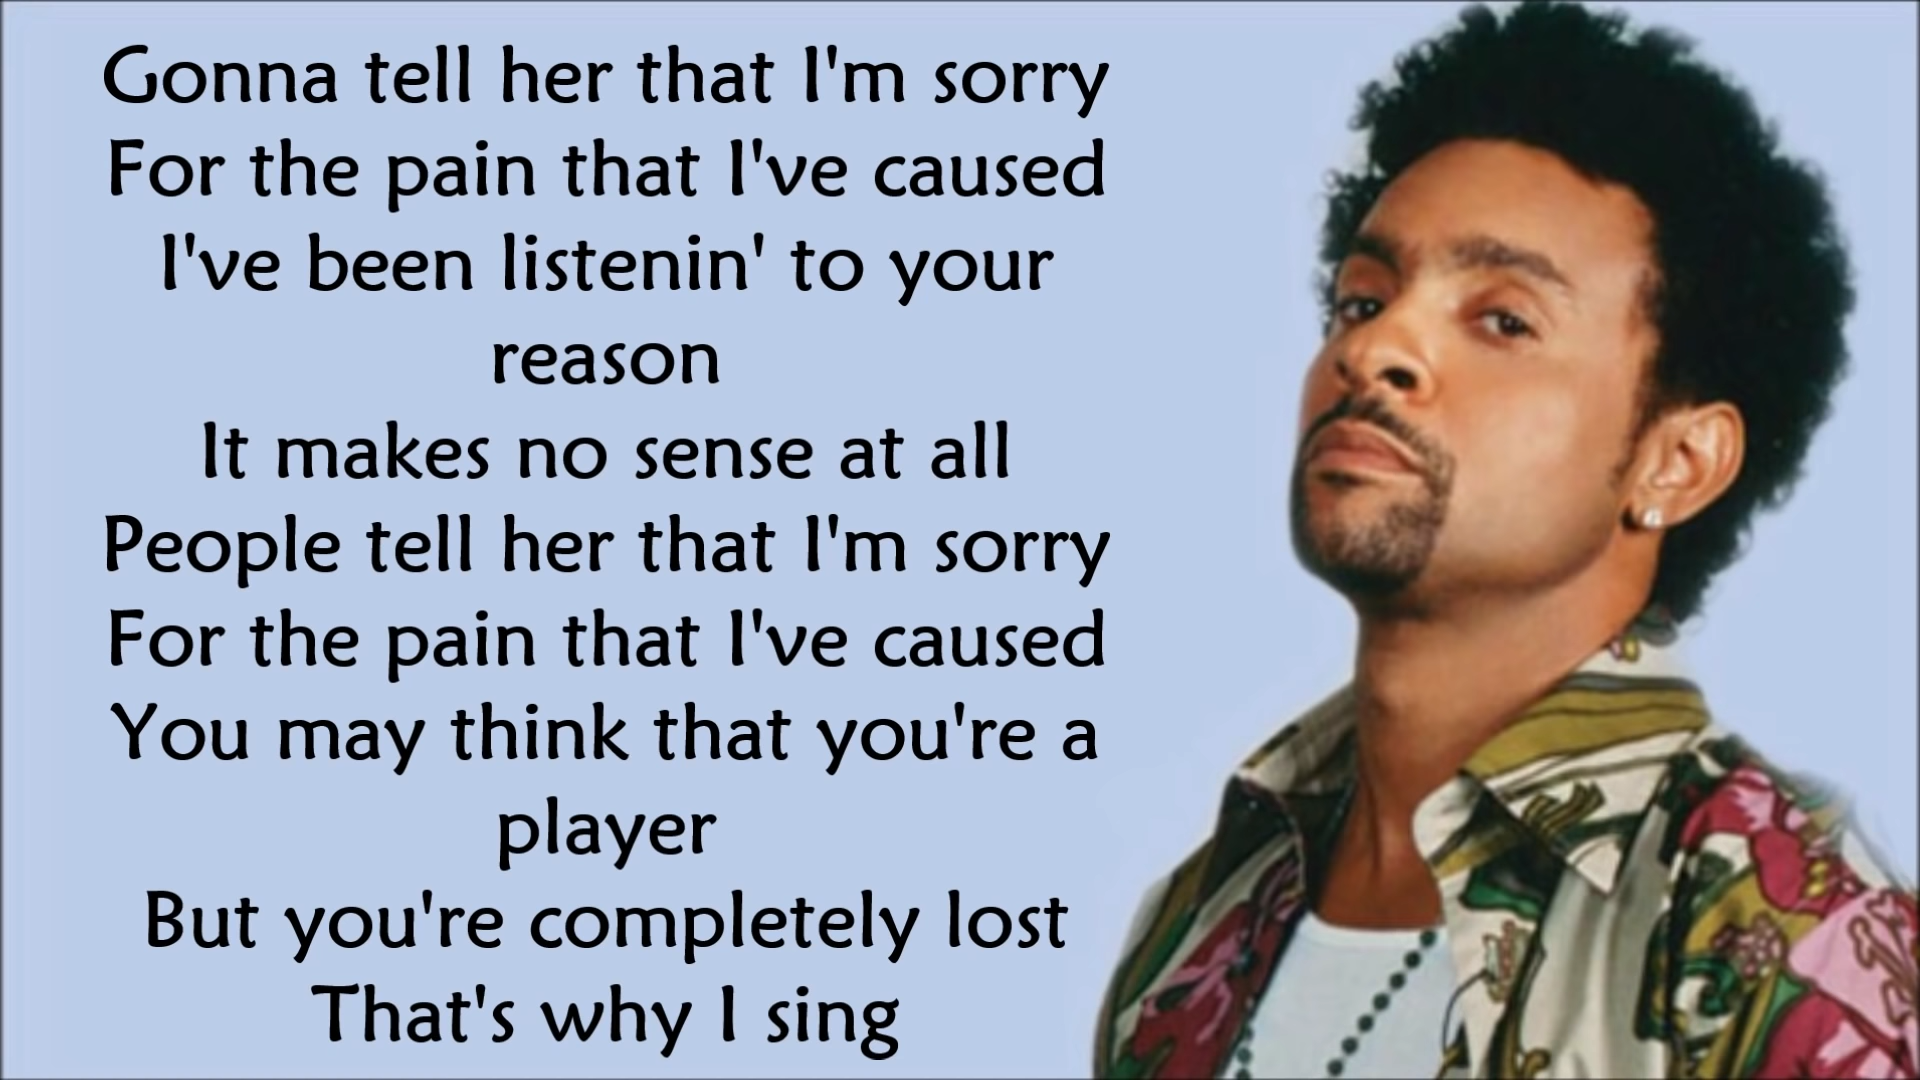 Gonna tell her that I'm sorry
For the pain that I've caused
I've been listenin' to your
reason
It makes no sense at all
People tell her that I'm sorry
For the pain that I've caused
You may think that you're a
player
But you're completely lost
That's why I sing